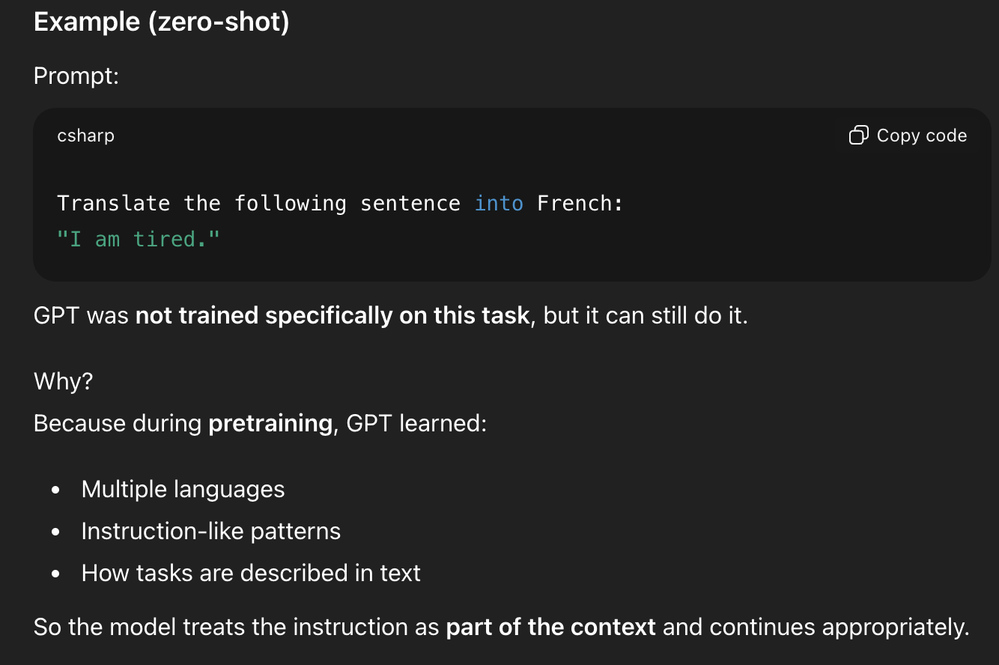 Example (zero-shot)
Prompt:
csharp
Copy code
Translate the following sentence into French:
"I am tired."
GPT was not trained specifically on this task, but it can still do it.
Why?
Because during pretraining, GPT learned:
• Multiple languages
• Instruction-like patterns
• How tasks are described in text
So the model treats the instruction as part of the context and continues appropriately.